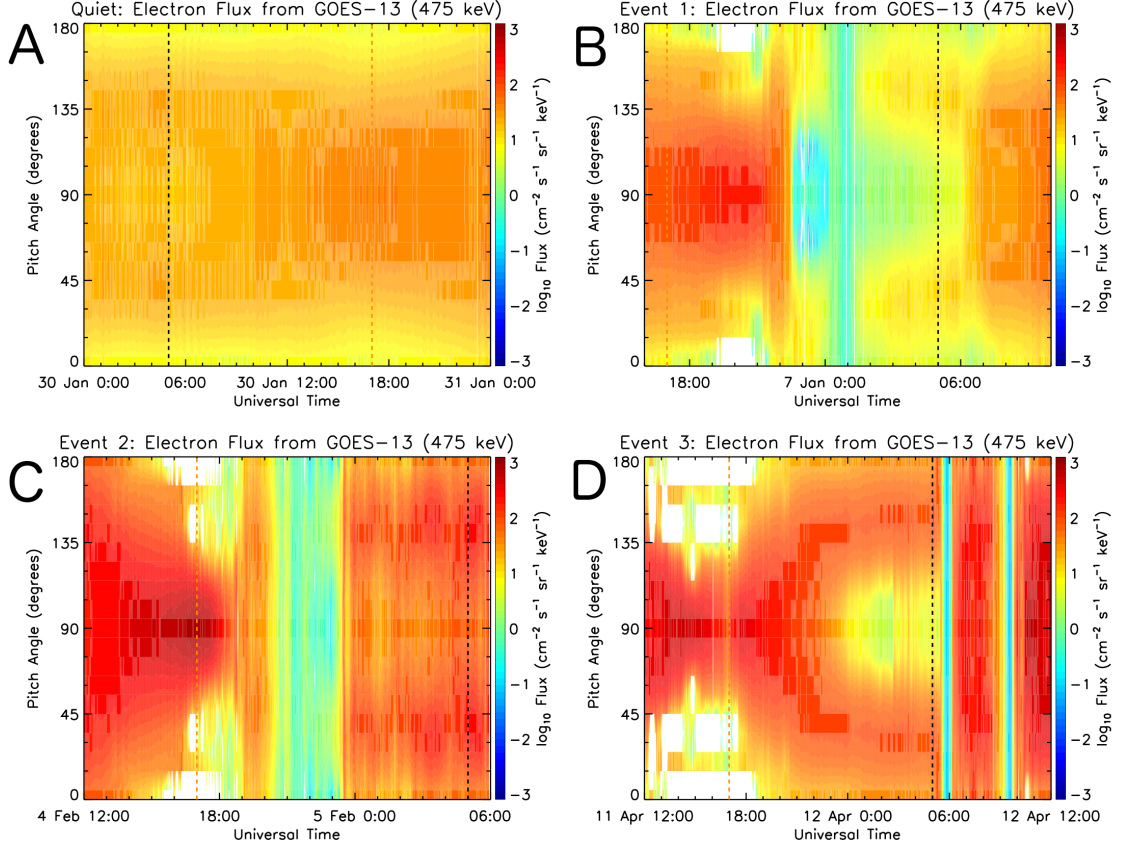 Quiet: Electron Flux from GOES-13 (475 keV)
A
180
135
90
45
0
Pitch Angle (degrees)
30 Jan 0:00 06:00 30 Jan 12:00 18:00 31 Jan 0:00
Universal Time
3
2
1
0
-1
-2
-3
log10 Flux (cm−2 s−1 sr−1 keV−1)
Event 1: Electron Flux from GOES-13 (475 keV)
B
180
135
90
45
0
Pitch Angle (degrees)
18:00 7 Jan 0:00 06:00
Universal Time
3
2
1
0
-1
-2
-3
log10 Flux (cm−2 s−1 sr−1 keV−1)
Event 2: Electron Flux from GOES-13 (475 keV)
C
180
135
90
45
0
Pitch Angle (degrees)
4 Feb 12:00 18:00 5 Feb 0:00 06:00
Universal Time
3
2
1
0
-1
-2
-3
log10 Flux (cm−2 s−1 sr−1 keV−1)
Event 3: Electron Flux from GOES-13 (475 keV)
D
180
135
90
45
0
Pitch Angle (degrees)
11 Apr 12:00 18:00 12 Apr 0:00 06:00 12 Apr 12:00
Universal Time
3
2
1
0
-1
-2
-3
log10 Flux (cm−2 s−1 sr−1 keV−1)